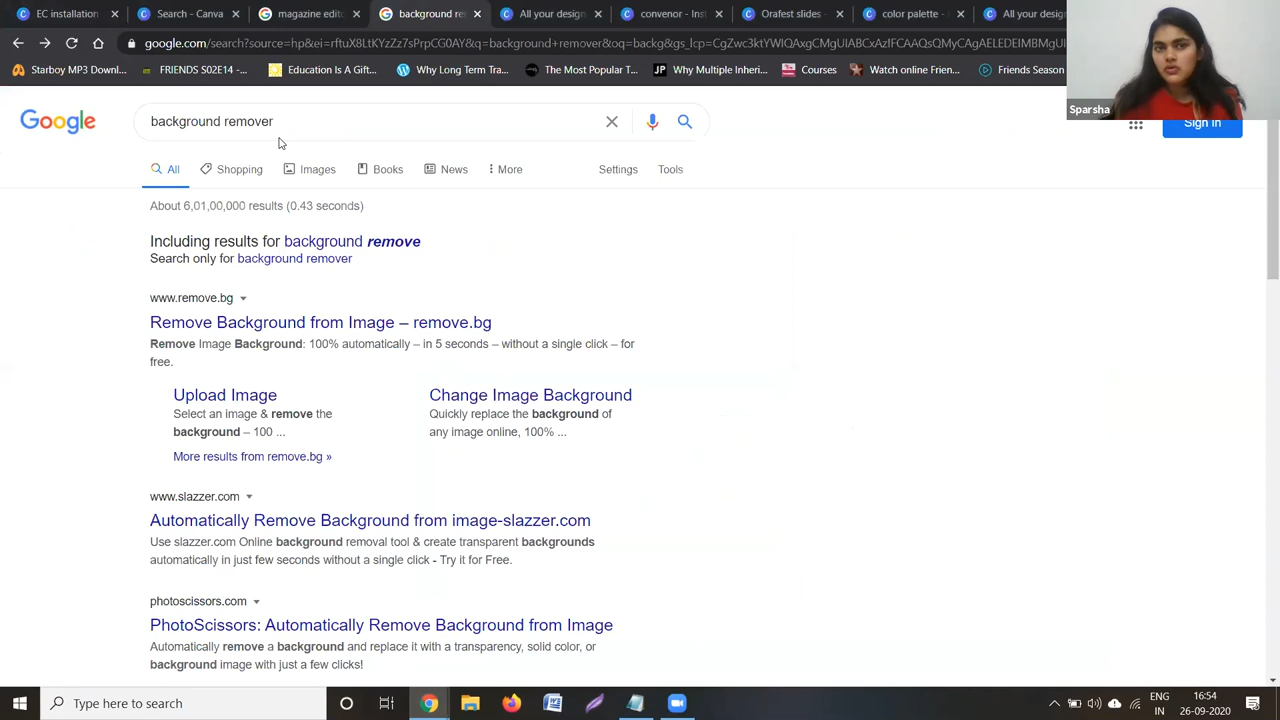 EC installation
magazine edito
background re
All your design
convenor - Ins
Orafest slides -
color palette -
All your desig
google.com/search?source=hp&ei=rftuX8LtKYzZz7sPrpCG0AY&q=background+remover&oq=backg&gs_lcp=CgZwc3ktYWIQAxgCMgUIABCxAzIFCAAQsQMyCAgAELEDEIMBMgUI
Starboy MP3 Downl...
FRIENDS S02E14 -...
Education Is A Gift...
Why Long Term Tra...
The Most Popular...
Why Multiple Inheri...
Courses
Watch online Frien...
Friends Season
Sparsha
Google
background remover
Sign in
All
Shopping
Images
Books
News
More
Settings
Tools
About 6,01,00,000 results (0.43 seconds)
Including results for background remove
Search only for background remover
www.remove.bg
Remove Background from Image – remove.bg
Remove Image Background: 100% automatically – in 5 seconds – without a single click – for
free.
Upload Image
Select an image & remove the
background – 100 ...
Change Image Background
Quickly replace the background of
any image online, 100% ...
More results from remove.bg »
www.slazzer.com
Automatically Remove Background from image-slazzer.com
Use slazzer.com Online background removal tool & create transparent backgrounds
automatically in just few seconds without a single click - Try it for Free.
photoscissors.com
PhotoScissors: Automatically Remove Background from Image
Automatically remove a background and replace it with a transparency, solid color, or
background image with just a few clicks!
Type here to search
ENG
IN
16:54
26-09-2020